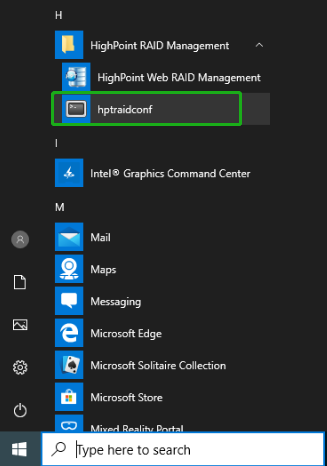 H
HighPoint RAID Management
HighPoint Web RAID Management
hptraidconf
I
Intel® Graphics Command Center
M
Mail
Maps
Messaging
Microsoft Edge
Microsoft Solitaire Collection
Microsoft Store
Mixed Reality Portal
Type here to search